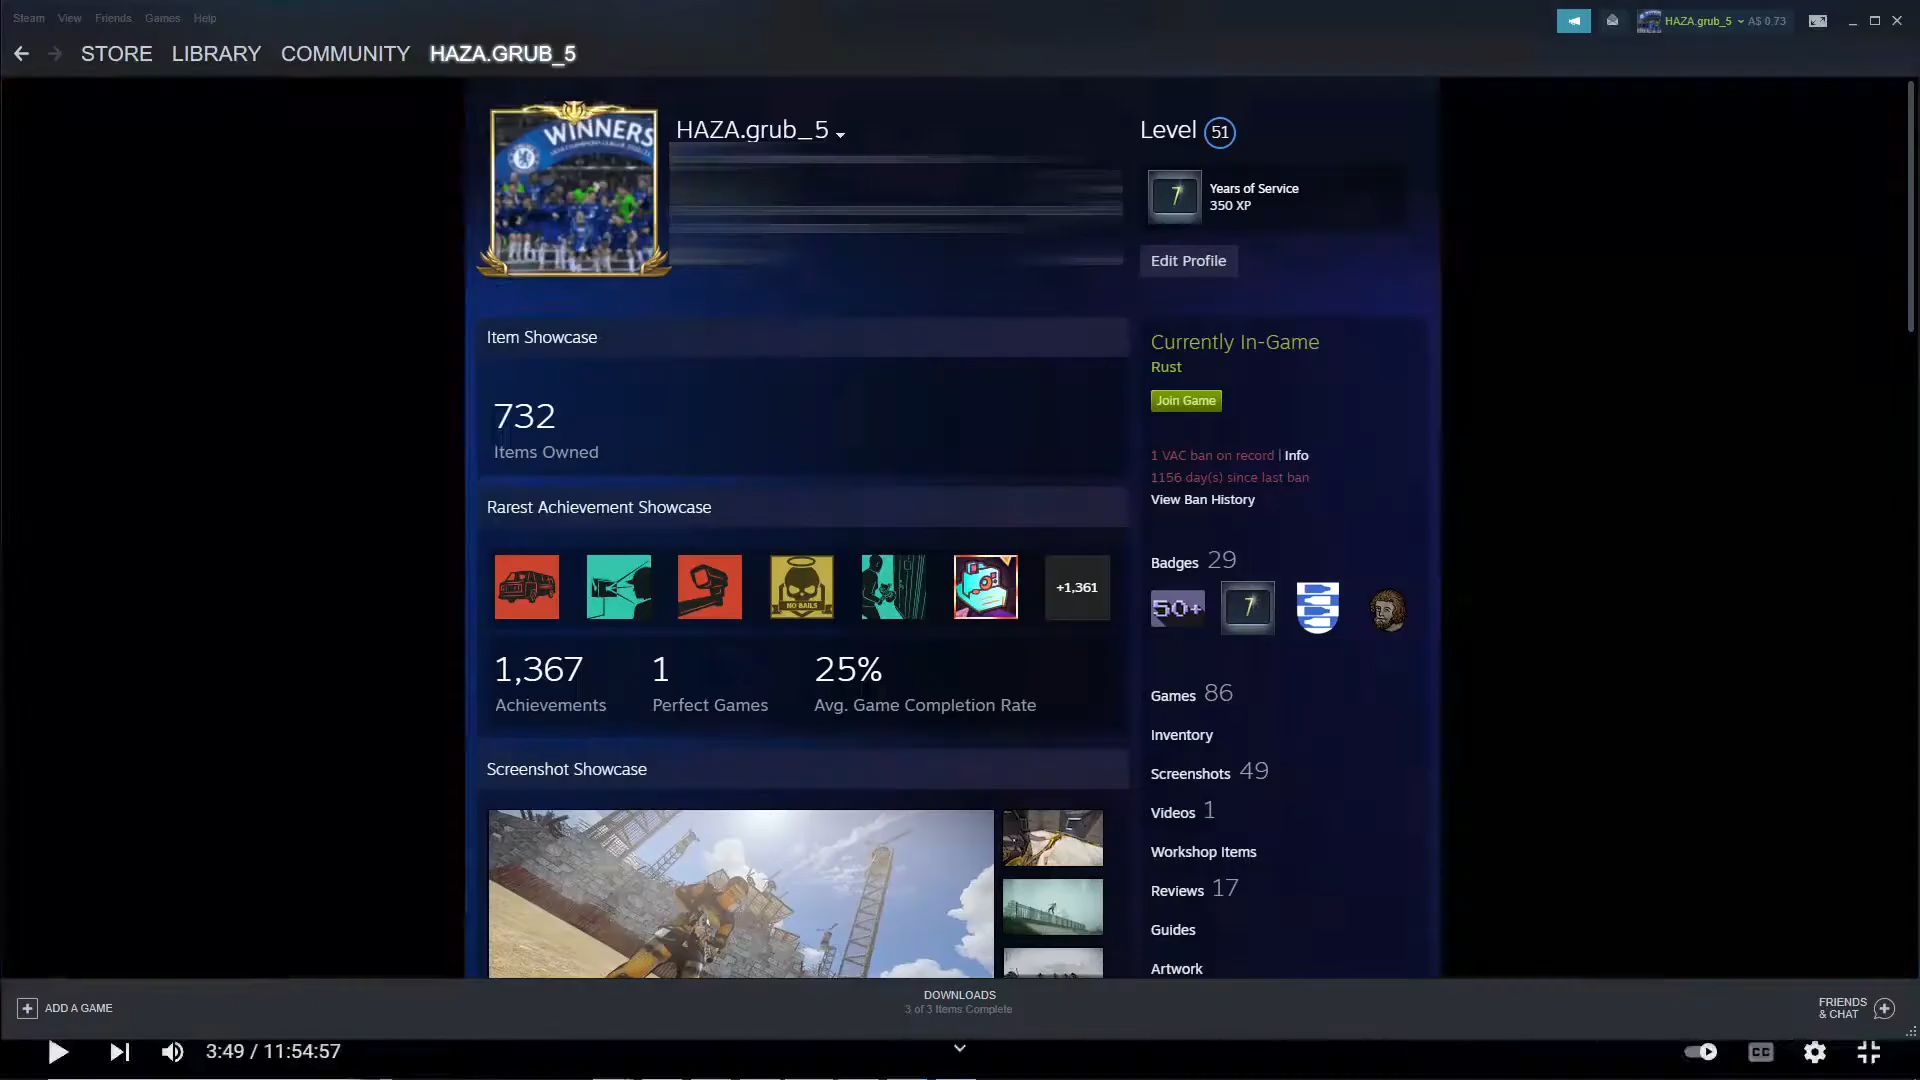 Steam View Friends Games Help
HAZA.grub_5 A$ 0.73
STORE LIBRARY COMMUNITY HAZA.GRUB_5
WINNERS
HAZA.grub_5
Level 51
7
Years of Service
350 XP
Edit Profile
Item Showcase
732
Items Owned
Currently In-Game
Rust
Join Game
1 VAC ban on record | Info
1156 day(s) since last ban
View Ban History
Rarest Achievement Showcase
NO BAILS
+1,361
1,367
Achievements
1
Perfect Games
25%
Avg. Game Completion Rate
Badges 29
50+
7
Games 86
Inventory
Screenshots 49
Videos 1
Workshop Items
Reviews 17
Guides
Artwork
Screenshot Showcase
ADD A GAME
DOWNLOADS
3 of 3 Items Complete
FRIENDS
& CHAT
3:49 / 11:54:57
CC